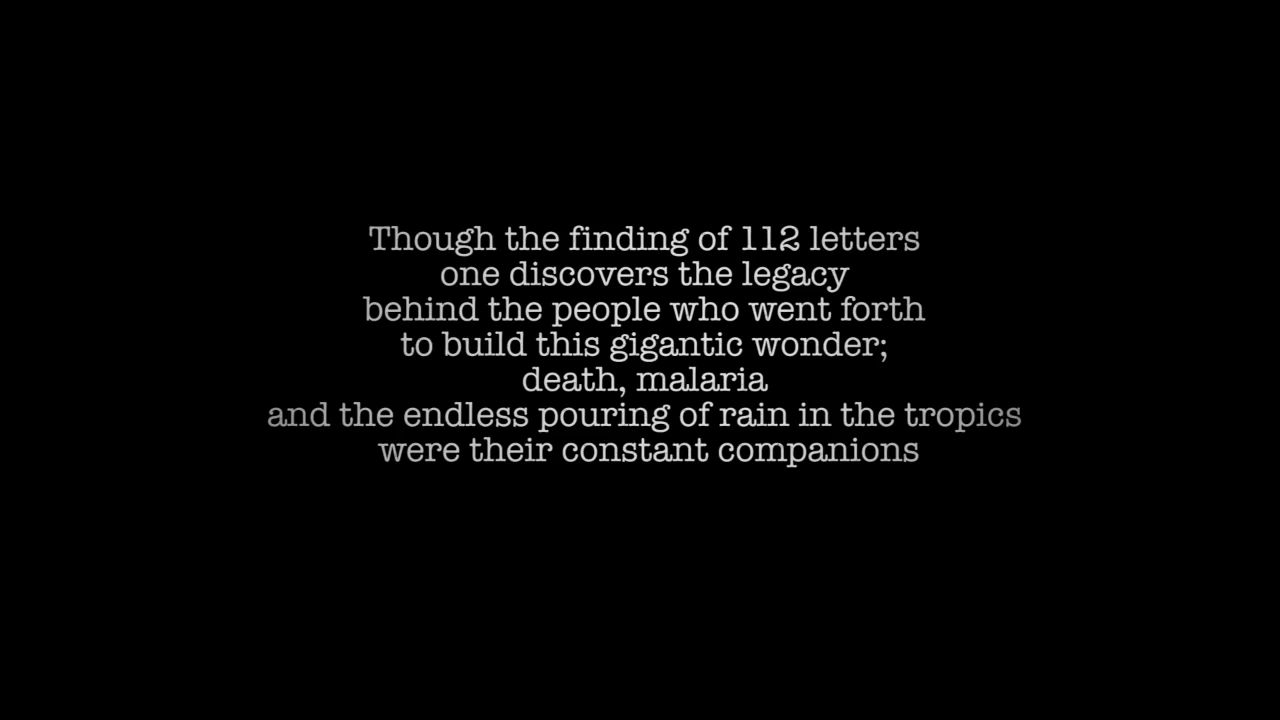 Though the finding of 112 letters
one discovers the legacy
behind the people who went forth
to build this gigantic wonder;
death, malaria
and the endless pouring of rain in the tropics
were their constant companions